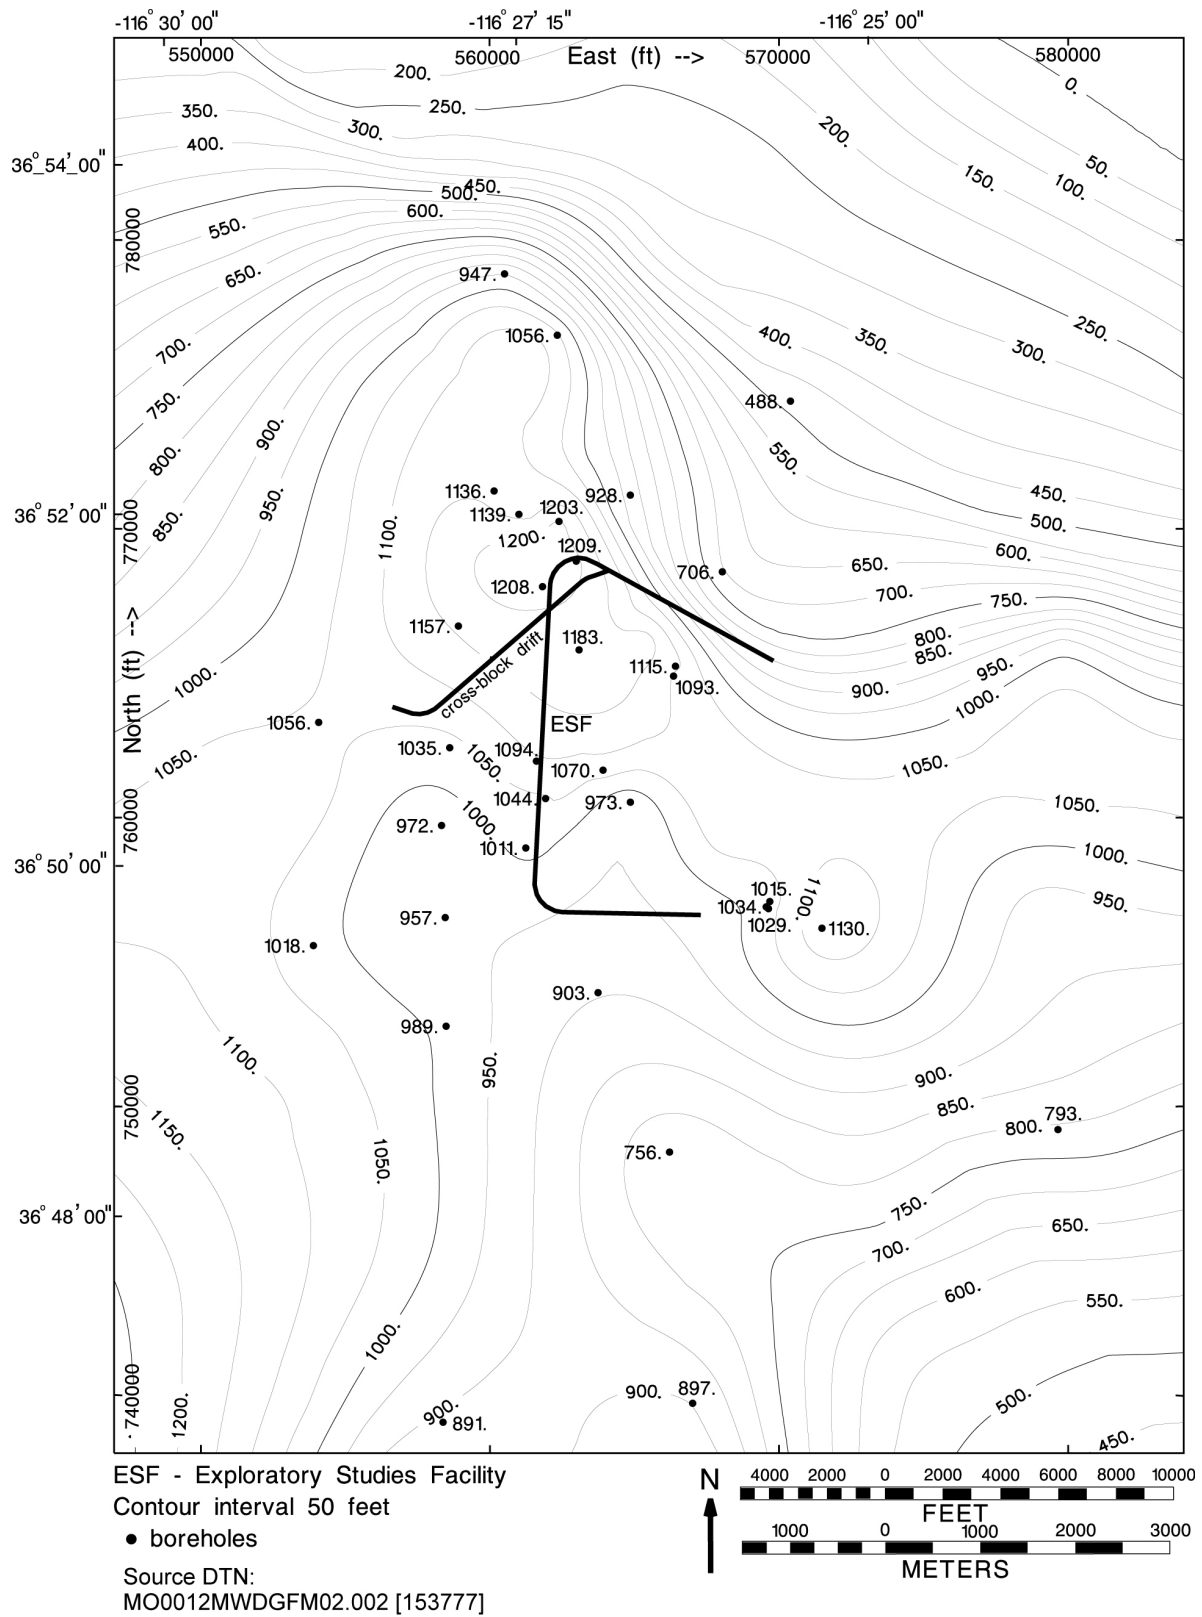 -116° 30' 00" -116° 27' 15" -116° 25' 00"
550000 560000 East (ft) --> 570000 580000
200. 0.
250.
350. 300. 200.
400. 50.
36°_54'_00" 150. 100.
450.
500.
600.
550.
780000
650. 947.
250.
1056. 400. 350. 300.
700.
750. 488.
900.
800. 550.
950. 1136. 928. 450.
36° 52' 00" 850. 1139. 1203. 500.
770000 1100. 1200. 1209. 600.
1208. 706. 650.
700. 750.
1157. 1183. 800.
cross-block drift 850.
1000. 1115. 950.
1093. 900.
North (ft) --> 1056. ESF 1000.
1035. 1094.
1050. 1050. 1070. 1050.
760000 1044. 973. 1050.
972. 1000.
1011. 1000.
36° 50' 00"
1015. 1100. 950.
957. 1034.
1029. 1130.
1018.
903.
989.
1100. 950. 900.
750000 850. 793.
1150. 800.
1050. 756.
36° 48' 00" 750. 650.
700.
600. 550.
1000.
. 740000 1200. 900. 891. 900. 897. 500.
450.
ESF - Exploratory Studies Facility
Contour interval 50 feet
boreholes
Source DTN:
MO0012MWDGFM02.002 [153777]
N
4000 2000 0 2000 4000 6000 8000 10000
FEET
1000 0 1000 2000 3000
METERS